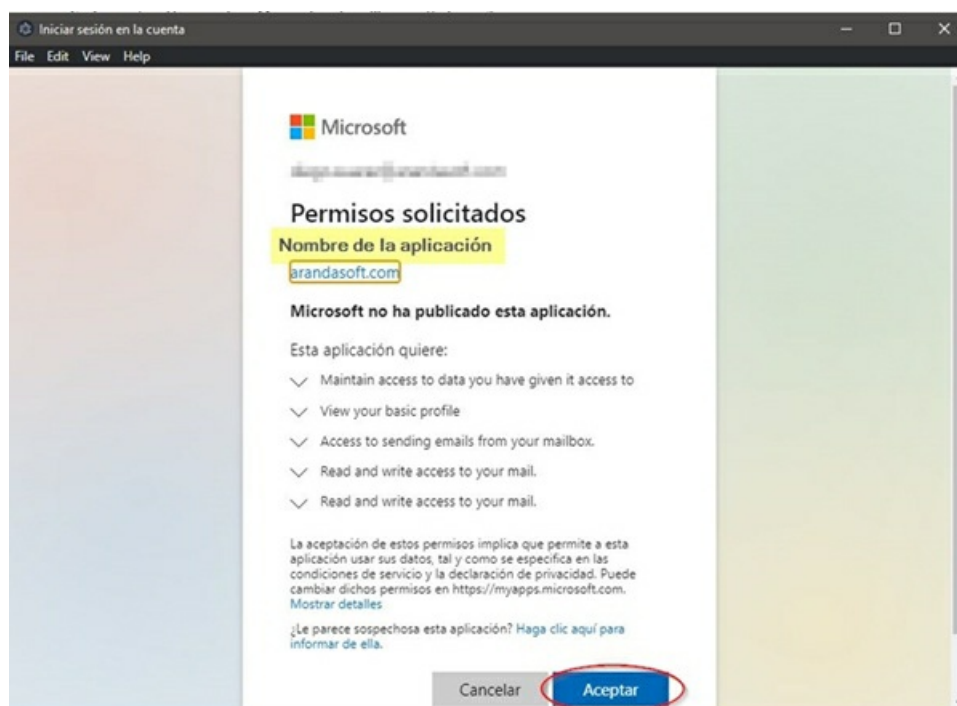 Iniciar sesión en la cuenta
File Edit View Help
Microsoft
Permisos solicitados
Nombre de la aplicación
arandasoft.com
Microsoft no ha publicado esta aplicación.
Esta aplicación quiere:
Maintain access to data you have given it access to
View your basic profile
Access to sending emails from your mailbox.
Read and write access to your mail.
Read and write access to your mail.
La aceptación de estos permisos implica que permite a esta
aplicación usar sus datos, tal y como se especifica en las
condiciones de servicio y la declaración de privacidad. Puede
cambiar dichos permisos en https://myapps.microsoft.com.
Mostrar detalles
¿Le parece sospechosa esta aplicación? Haga clic aquí para
informar de ella.
Cancelar Aceptar